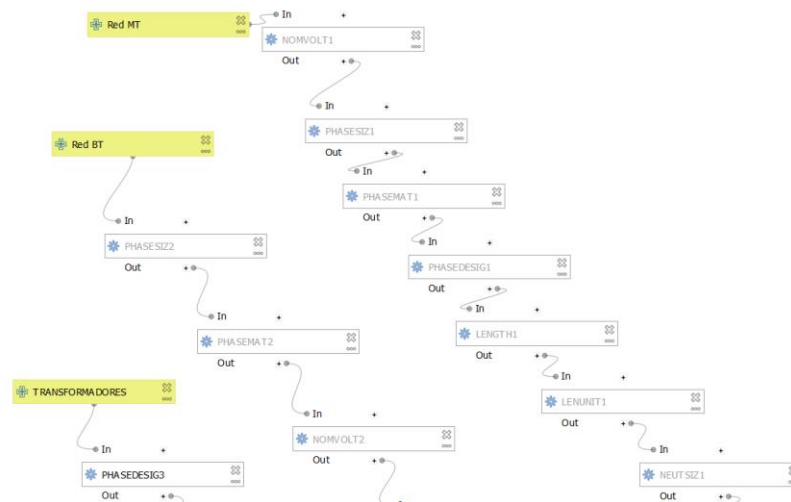 Red MT
In
+
NOMVOLT1
Out
+
In
+
PHASESIZ1
Out
+
Red BT
In
+
PHASEMAT1
Out
+
In
+
PHASESIZ2
Out
+
In
+
PHASEDESIG1
Out
+
In
+
PHASEMAT2
Out
+
In
+
LENGTH1
Out
+
TRANSFORMADORES
In
+
LENUNIT1
Out
+
In
+
NOMVOLT2
Out
+
In
+
PHASEDESIG3
Out
+
In
+
NEUTSIZ1
Out
+